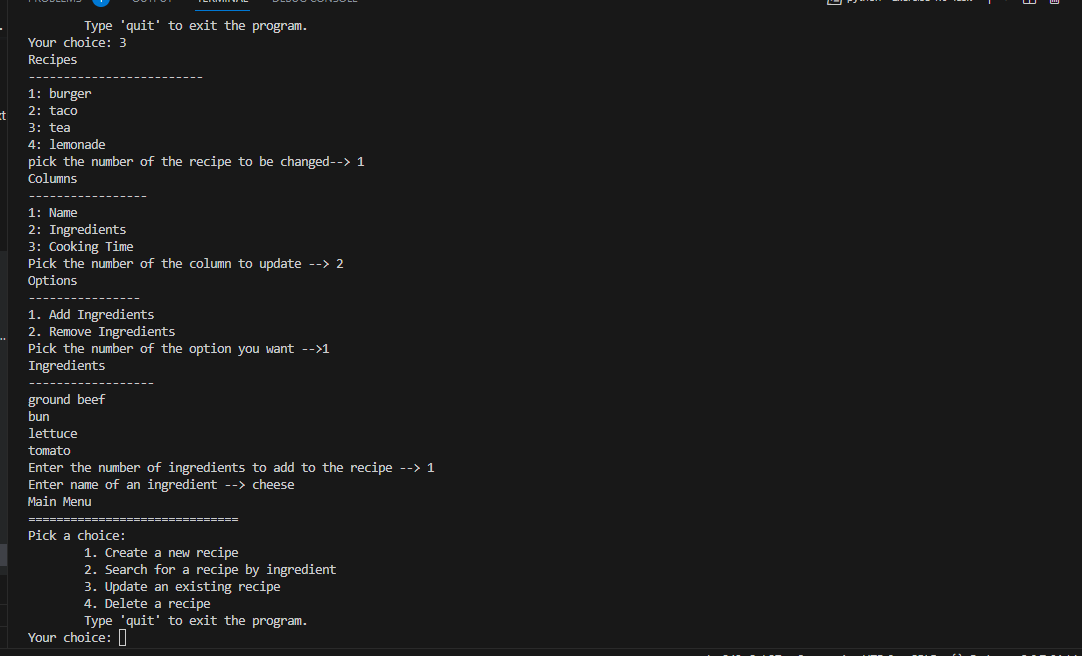 PROBLEMS OUTPUT TERMINAL DEBUG CONSOLE
Type 'quit' to exit the program.
Your choice: 3
Recipes
-------------------------
1: burger
2: taco
3: tea
4: lemonade
pick the number of the recipe to be changed--> 1
Columns
-----------------
1: Name
2: Ingredients
3: Cooking Time
Pick the number of the column to update --> 2
Options
----------------
1. Add Ingredients
2. Remove Ingredients
Pick the number of the option you want -->1
Ingredients
------------------
ground beef
bun
lettuce
tomato
Enter the number of ingredients to add to the recipe --> 1
Enter name of an ingredient --> cheese
Main Menu
==============================
Pick a choice:
1. Create a new recipe
2. Search for a recipe by ingredient
3. Update an existing recipe
4. Delete a recipe
Type 'quit' to exit the program.
Your choice: